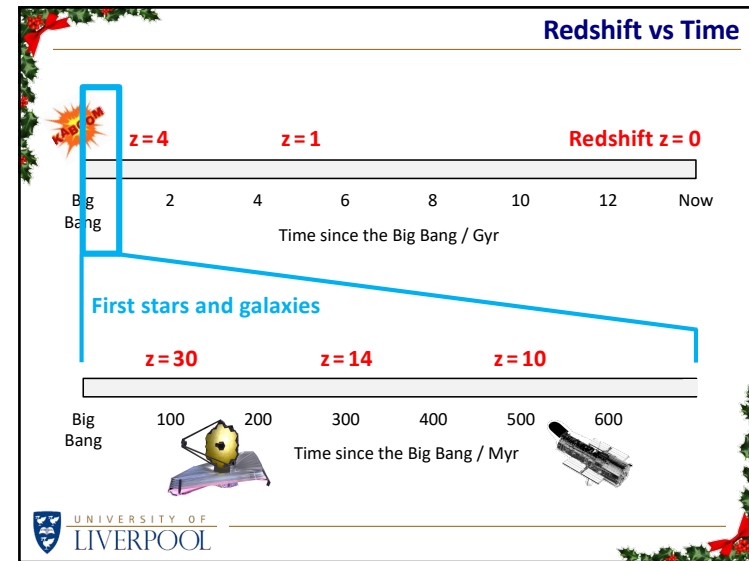 Redshift vs Time
KABOOM
z = 4 z = 1 Redshift z = 0
Big Bang 2 4 6 8 10 12 Now
Time since the Big Bang / Gyr
First stars and galaxies
z = 30 z = 14 z = 10
Big Bang 100 200 300 400 500 600
Time since the Big Bang / Myr
UNIVERSITY OF
LIVERPOOL